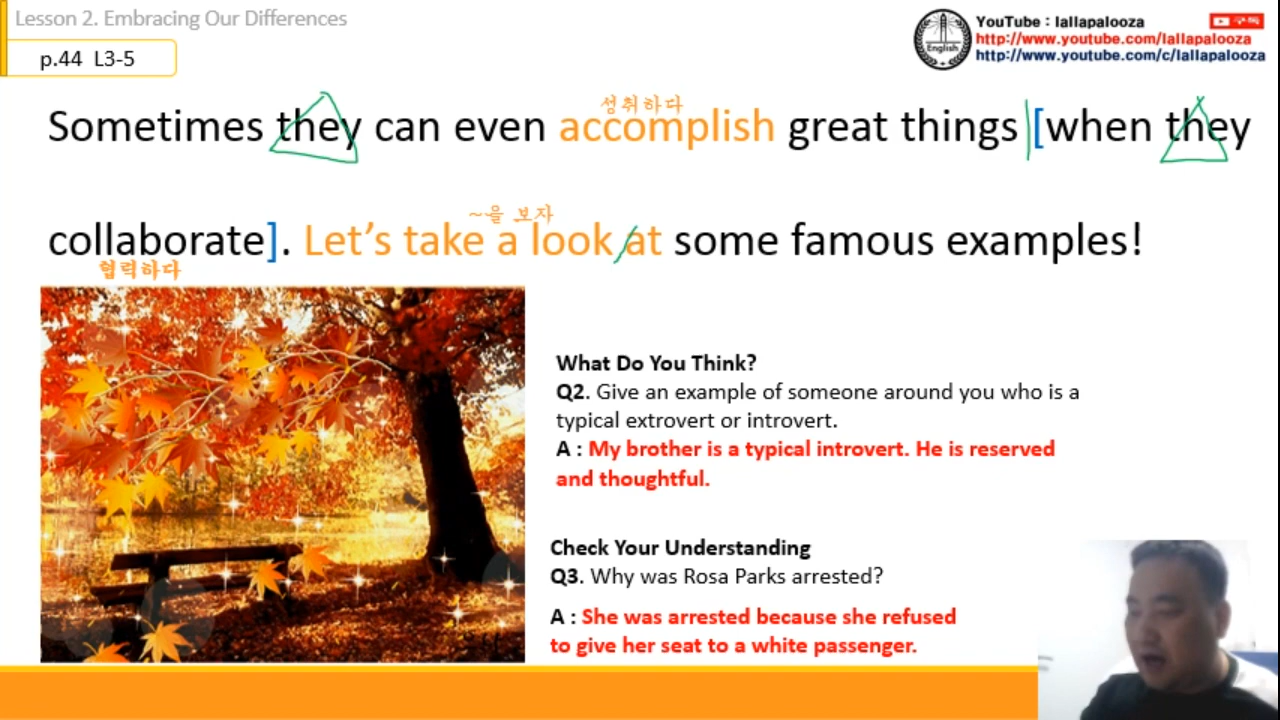 Lesson 2. Embracing Our Differences
p.44 L3-5
YouTube : lallapalooza
구독
http://www.youtube.com/lallapalooza
http://www.youtube.com/c/lallapalooza
English
성취하다
Sometimes they can even accomplish great things [when they
~을 보자
collaborate]. Let's take a look at some famous examples!
협력하다
What Do You Think?
Q2. Give an example of someone around you who is a
typical extrovert or introvert.
A : My brother is a typical introvert. He is reserved
and thoughtful.
Check Your Understanding
Q3. Why was Rosa Parks arrested?
A : She was arrested because she refused
to give her seat to a white passenger.